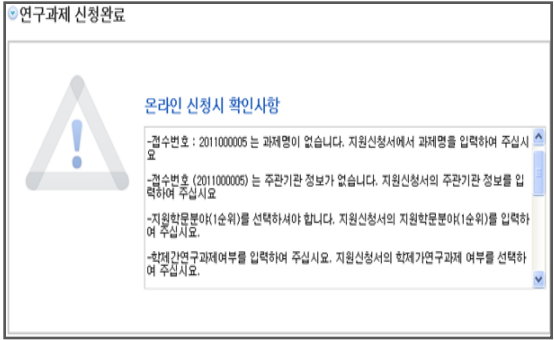 연구과제 신청완료
온라인 신청시 확인사항
-접수번호 : 2011000005 는 과제명이 없습니다. 지원신청서에서 과제명을 입력하여 주십시
요
-접수번호 (2011000005) 는 주관기관 정보가 없습니다. 지원신청서의 주관기관 정보를 입
력하여 주십시요
-지원학문분야(1순위)를 선택하셔야 합니다. 지원신청서의 지원학문분야(1순위)를 입력하
여 주십시요.
-학제간연구과제여부를 입력하여 주십시요. 지원신청서의 학제가연구과제 여부를 선택하
여 주십시요.